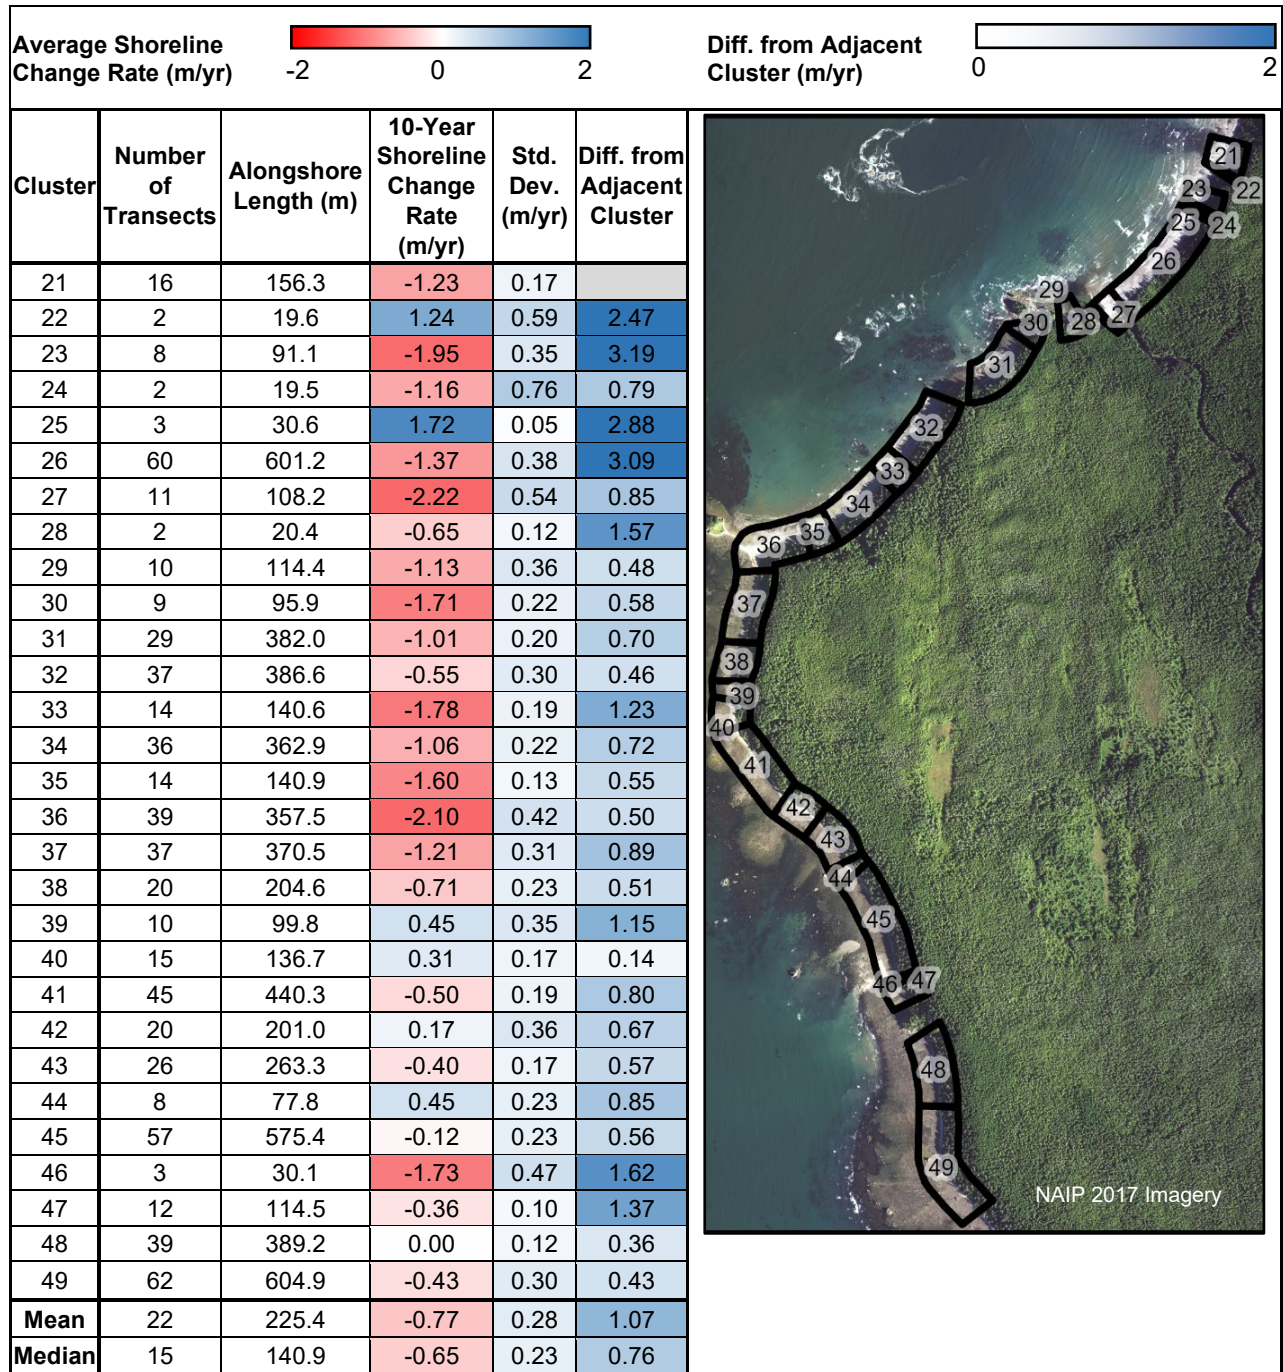 Average Shoreline
Change Rate (m/yr)
-2 0 2
Diff. from Adjacent
Cluster (m/yr)
0 2
Cluster Number of Transects Alongshore Length (m) 10-Year Shoreline Change Rate (m/yr) Std. Dev. (m/yr) Diff. from Adjacent Cluster
21 16 156.3 -1.23 0.17
22 2 19.6 1.24 0.59 2.47
23 8 91.1 -1.95 0.35 3.19
24 2 19.5 -1.16 0.76 0.79
25 3 30.6 1.72 0.05 2.88
26 60 601.2 -1.37 0.38 3.09
27 11 108.2 -2.22 0.54 0.85
28 2 20.4 -0.65 0.12 1.57
29 10 114.4 -1.13 0.36 0.48
30 9 95.9 -1.71 0.22 0.58
31 29 382.0 -1.01 0.20 0.70
32 37 386.6 -0.55 0.30 0.46
33 14 140.6 -1.78 0.19 1.23
34 36 362.9 -1.06 0.22 0.72
35 14 140.9 -1.60 0.13 0.55
36 39 357.5 -2.10 0.42 0.50
37 37 370.5 -1.21 0.31 0.89
38 20 204.6 -0.71 0.23 0.51
39 10 99.8 0.45 0.35 1.15
40 15 136.7 0.31 0.17 0.14
41 45 440.3 -0.50 0.19 0.80
42 20 201.0 0.17 0.36 0.67
43 26 263.3 -0.40 0.17 0.57
44 8 77.8 0.45 0.23 0.85
45 57 575.4 -0.12 0.23 0.56
46 3 30.1 -1.73 0.47 1.62
47 12 114.5 -0.36 0.10 1.37
48 39 389.2 0.00 0.12 0.36
49 62 604.9 -0.43 0.30 0.43
Mean 22 225.4 -0.77 0.28 1.07
Median 15 140.9 -0.65 0.23 0.76
21
23 22
25 24
26
29
30 28 27
31
32
33
34
36 35
37
38
39
40
41
42
43
44
45
46 47
48
49
NAIP 2017 Imagery